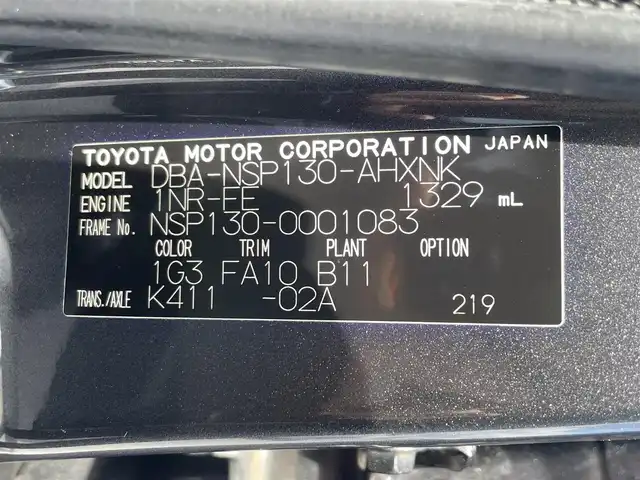 TOYOTA MOTOR CORPORATION JAPAN
MODEL DBA-NSP130-AHXNK
ENGINE 1NR-EE 1329 mL
FRAME No. NSP130-0001083
COLOR TRIM PLANT OPTION
1G3 FA10 B11
TRANS./AXLE K411 -02A 219